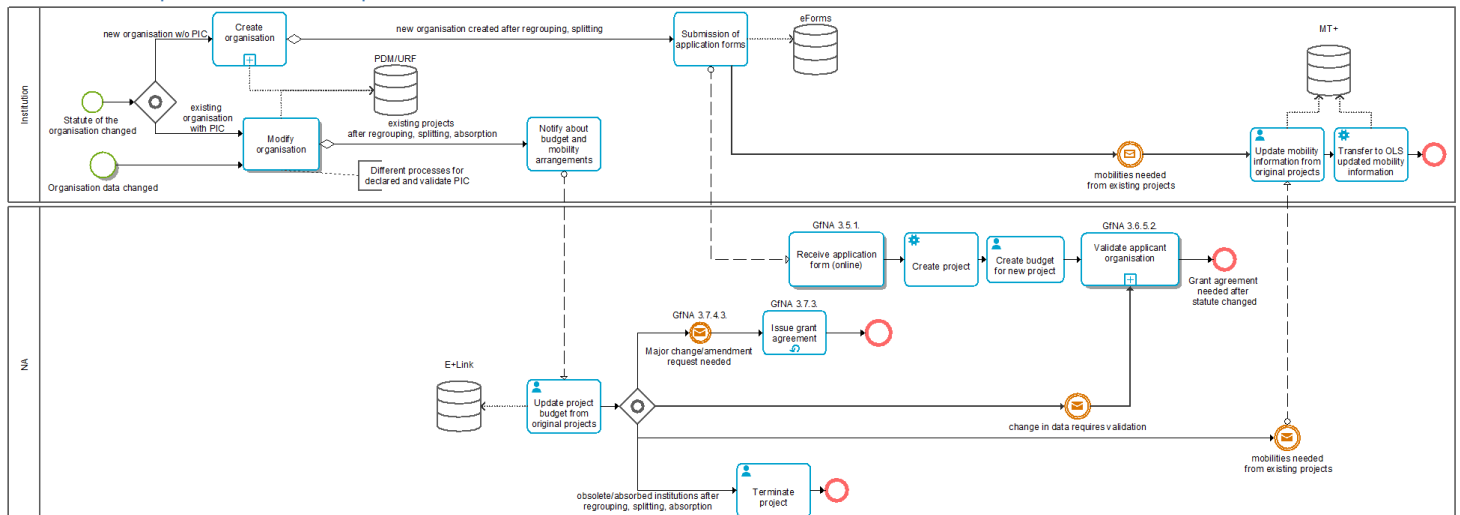 Institution
new organisation w/o PIC
Create
organisation
new organisation created after regrouping, splitting
Submission of
application forms
eForms
MT+
PDM/URF
Statute of the
organisation changed
existing
organisation
with PIC
Modify
organisation
existing projects
after regrouping, splitting, absorption
Notify about
budget and
mobility
arrangements
Different processes for
declared and validate PIC
Organisation data changed
mobilities needed
from existing projects
Update mobility
information from
original projects
Transfer to OLS
updated mobility
information
NA
GfNA 3.5.1.
Receive application
form (online)
Create project
Create budget
for new project
GfNA 3.6.5.2.
Validate applicant
organisation
Grant agreement
needed after
statute changed
GfNA 3.7.4.3.
Major change/amendment
request needed
GfNA 3.7.3.
Issue grant
agreement
E+Link
Update project
budget from
original projects
change in data requires validation
mobilities needed
from existing projects
obsolete/absorbed institutions after
regrouping, splitting, absorption
Terminate
project